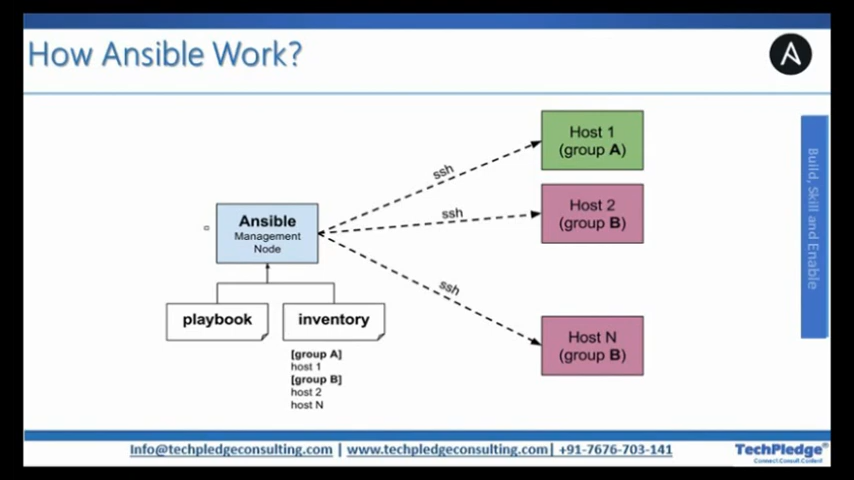 How Ansible Work?
Host 1
(group A)
ssh
Host 2
(group B)
ssh
Ansible
Management
Node
ssh
playbook
inventory
Host N
(group B)
[group A]
host 1
[group B]
host 2
host N
Build, Skill and Enable
Info@techpledgeconsulting.com | www.techpledgeconsulting.com| +91-7676-703-141
TechPledge®
Connect Consult Content